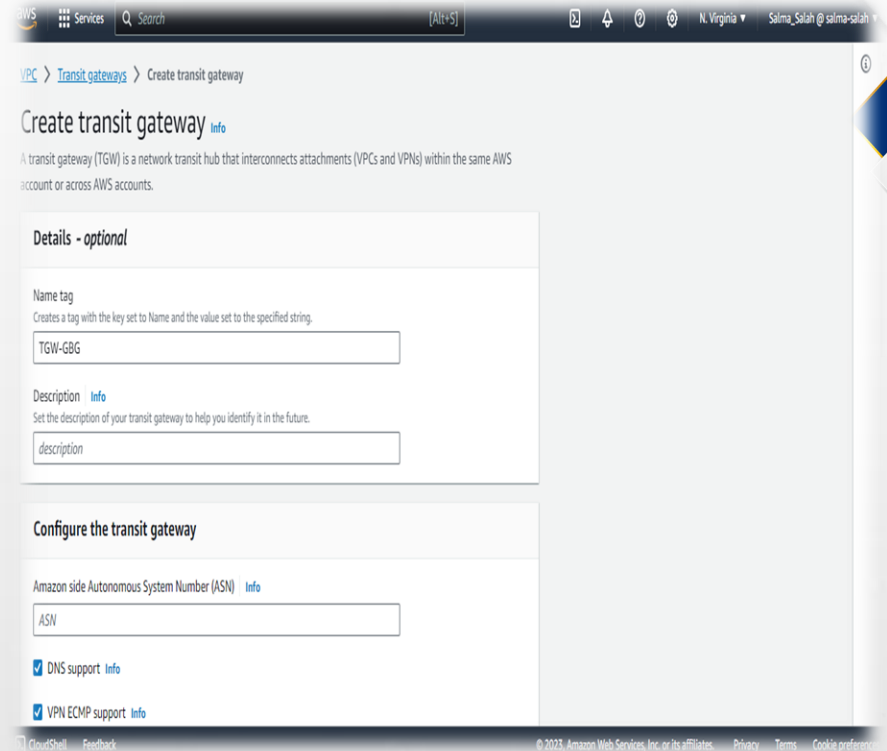 aws Services Search [Alt+S] N. Virginia ▼ Salma_Salah @ salma-salah ▼
VPC > Transit gateways > Create transit gateway
Create transit gateway Info
A transit gateway (TGW) is a network transit hub that interconnects attachments (VPCs and VPNs) within the same AWS
account or across AWS accounts.
Details - optional
Name tag
Creates a tag with the key set to Name and the value set to the specified string.
TGW-GBG
Description Info
Set the description of your transit gateway to help you identify it in the future.
description
Configure the transit gateway
Amazon side Autonomous System Number (ASN) Info
ASN
DNS support Info
VPN ECMP support Info
CloudShell Feedback © 2023, Amazon Web Services, Inc. or its affiliates. Privacy Terms Cookie preferences